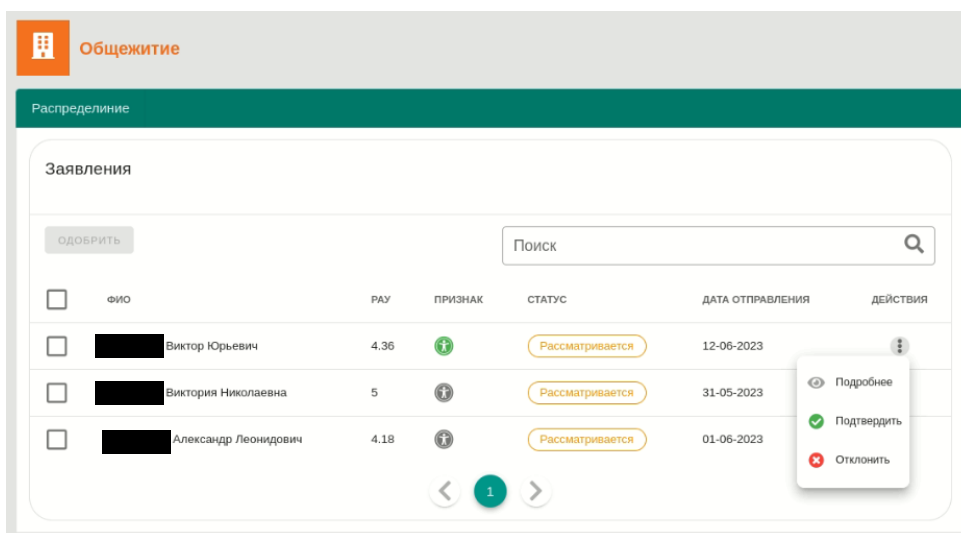 Общежитие
Распределиние
Заявления
ОДОБРИТЬ
Поиск
ФИО РАУ ПРИЗНАК СТАТУС ДАТА ОТПРАВЛЕНИЯ ДЕЙСТВИЯ
Виктор Юрьевич 4.36 Рассматривается 12-06-2023
Подробнее
Виктория Николаевна 5 Рассматривается 31-05-2023
Подтвердить
Александр Леонидович 4.18 Рассматривается 01-06-2023
Отклонить
1